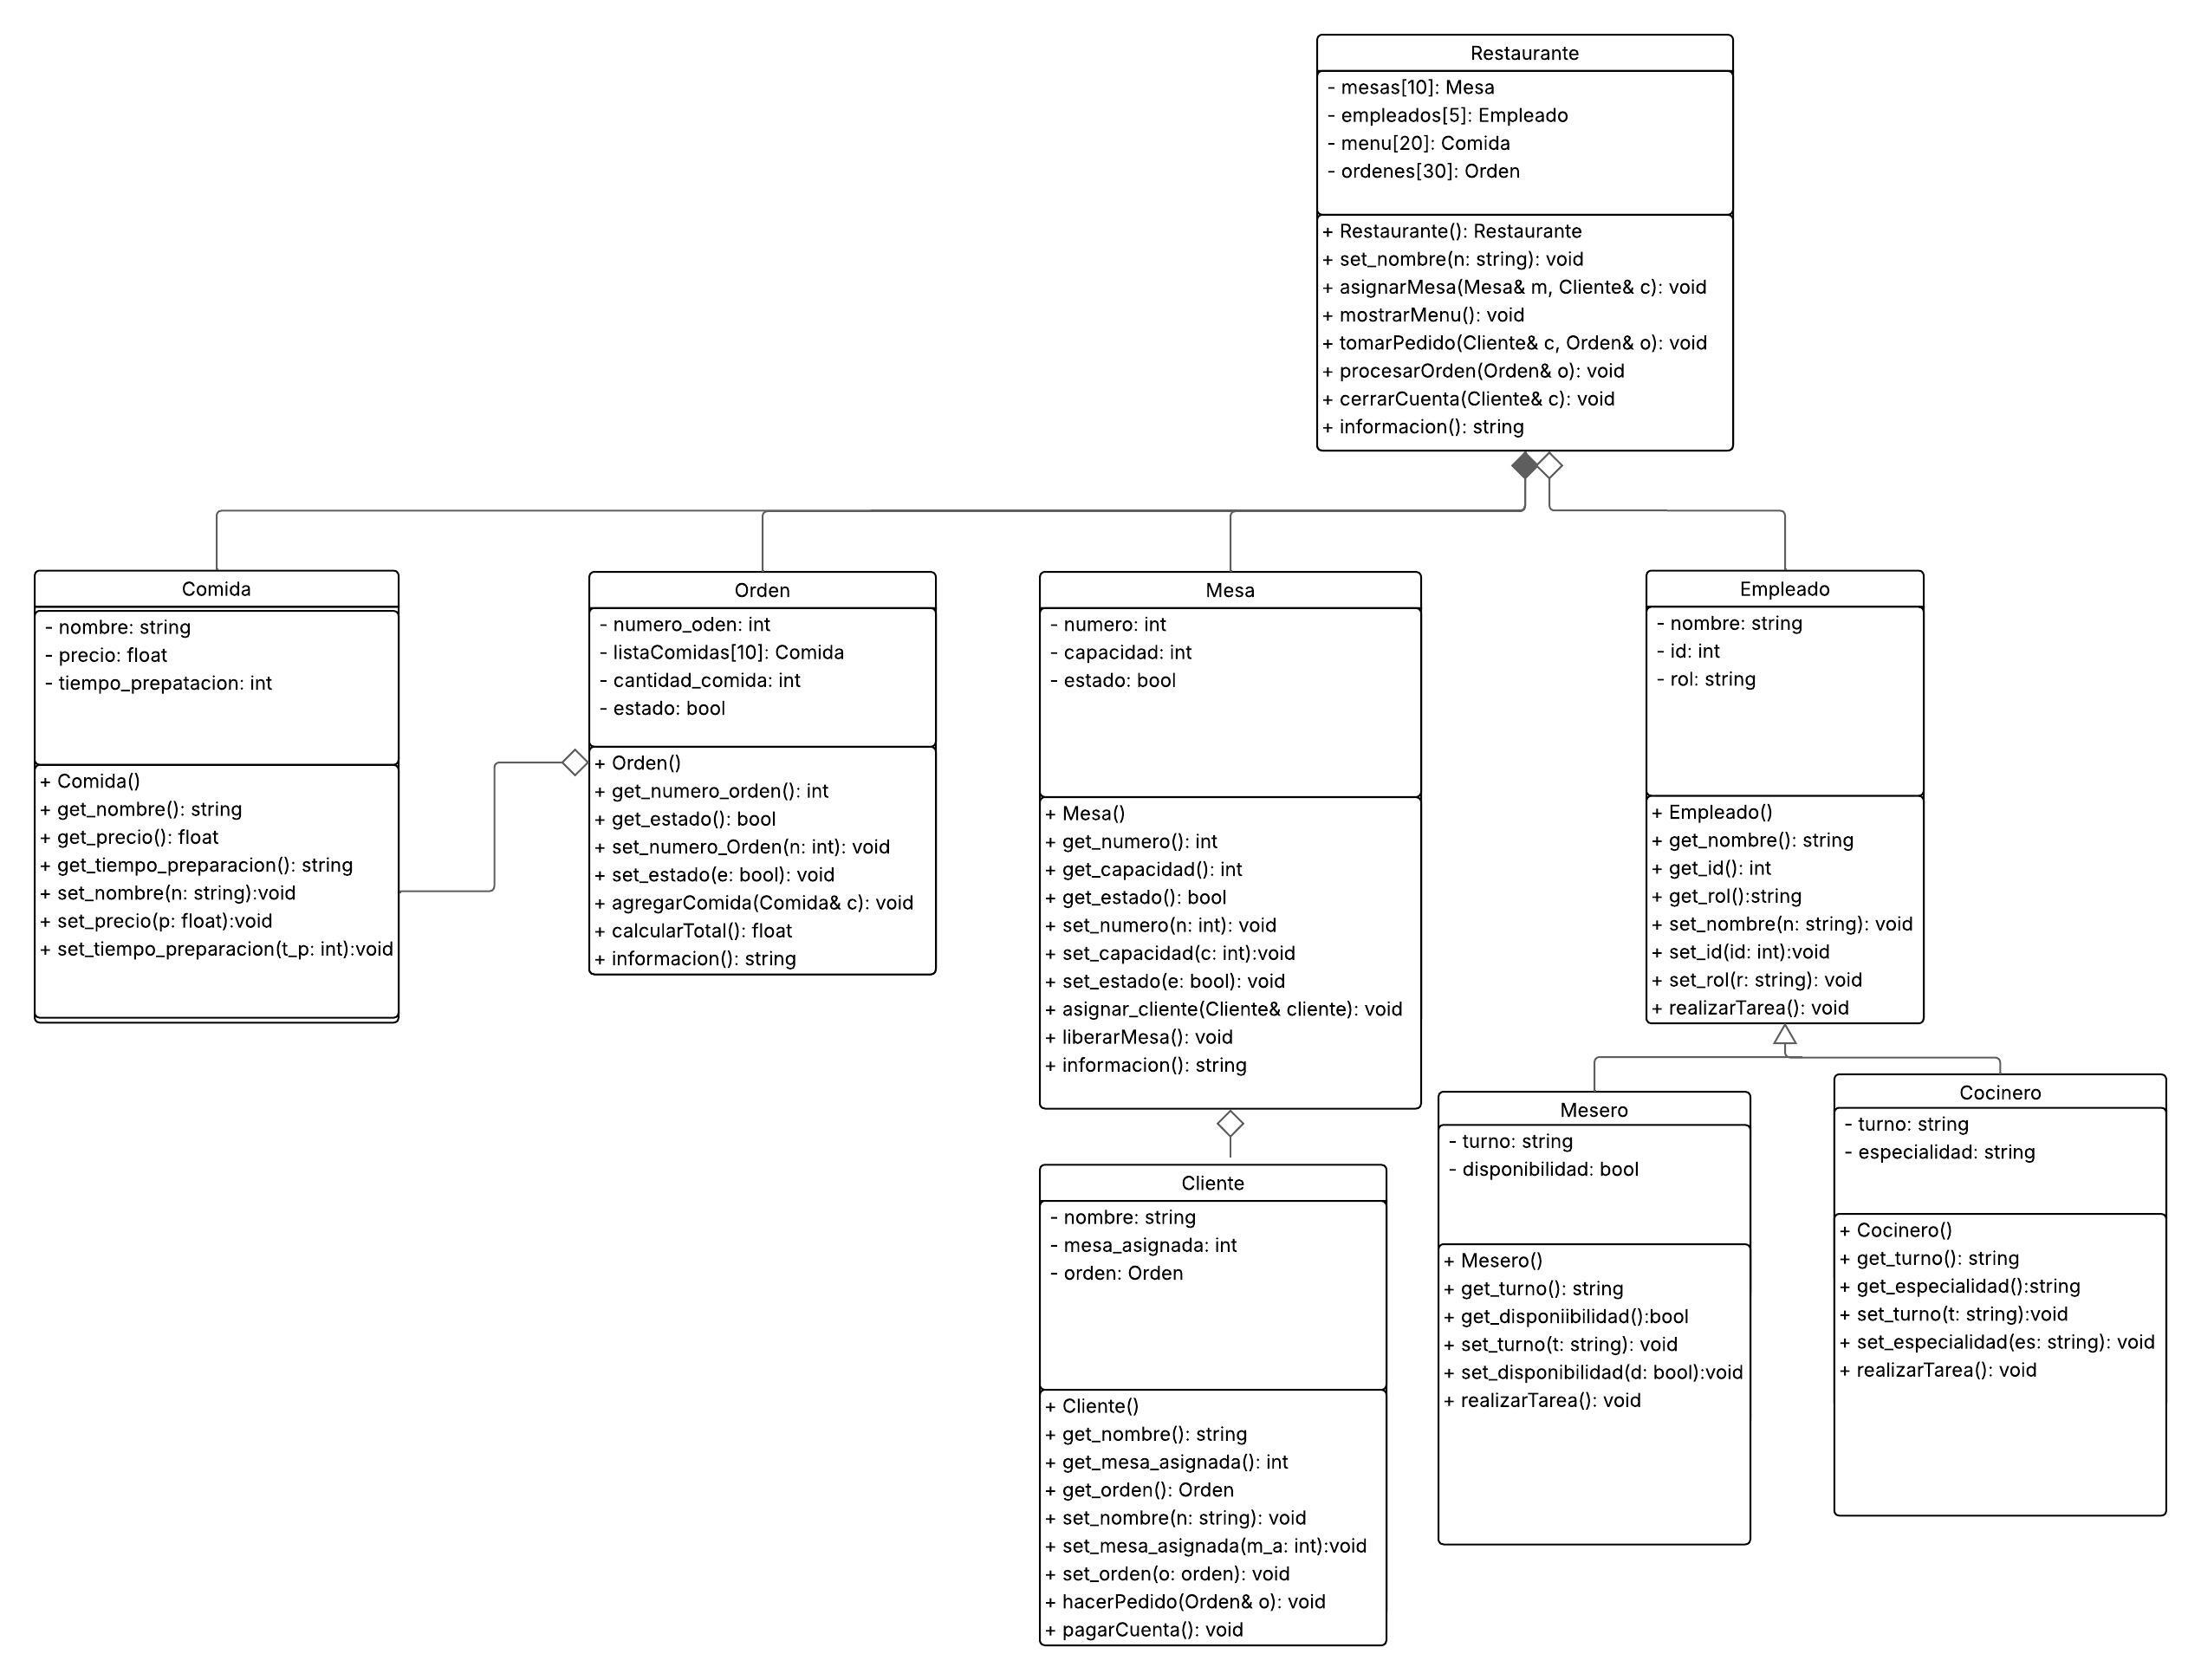 Restaurante
- mesas[10]: Mesa
- empleados[5]: Empleado
- menu[20]: Comida
- ordenes[30]: Orden
+ Restaurante(): Restaurante
+ set_nombre(n: string): void
+ asignarMesa(Mesa& m, Cliente& c): void
+ mostrarMenu(): void
+ tomarPedido(Cliente& c, Orden& o): void
+ procesarOrden(Orden& o): void
+ cerrarCuenta(Cliente& c): void
+ informacion(): string
Comida
- nombre: string
- precio: float
- tiempo_prepatacion: int
+ Comida()
+ get_nombre(): string
+ get_precio(): float
+ get_tiempo_preparacion(): string
+ set_nombre(n: string):void
+ set_precio(p: float):void
+ set_tiempo_preparacion(t_p: int):void
Orden
- numero_oden: int
- listaComidas[10]: Comida
- cantidad_comida: int
- estado: bool
+ Orden()
+ get_numero_orden(): int
+ get_estado(): bool
+ set_numero_Orden(n: int): void
+ set_estado(e: bool): void
+ agregarComida(Comida& c): void
+ calcularTotal(): float
+ informacion(): string
Mesa
- numero: int
- capacidad: int
- estado: bool
+ Mesa()
+ get_numero(): int
+ get_capacidad(): int
+ get_estado(): bool
+ set_numero(n: int): void
+ set_capacidad(c: int):void
+ set_estado(e: bool): void
+ asignar_cliente(Cliente& cliente): void
+ liberarMesa(): void
+ informacion(): string
Empleado
- nombre: string
- id: int
- rol: string
+ Empleado()
+ get_nombre(): string
+ get_id(): int
+ get_rol():string
+ set_nombre(n: string): void
+ set_id(id: int):void
+ set_rol(r: string): void
+ realizarTarea(): void
Cliente
- nombre: string
- mesa_asignada: int
- orden: Orden
+ Cliente()
+ get_nombre(): string
+ get_mesa_asignada(): int
+ get_orden(): Orden
+ set_nombre(n: string): void
+ set_mesa_asignada(m_a: int):void
+ set_orden(o: orden): void
+ hacerPedido(Orden& o): void
+ pagarCuenta(): void
Mesero
- turno: string
- disponibilidad: bool
+ Mesero()
+ get_turno(): string
+ get_disponiibilidad():bool
+ set_turno(t: string): void
+ set_disponibilidad(d: bool):void
+ realizarTarea(): void
Cocinero
- turno: string
- especialidad: string
+ Cocinero()
+ get_turno(): string
+ get_especialidad():string
+ set_turno(t: string):void
+ set_especialidad(es: string): void
+ realizarTarea(): void